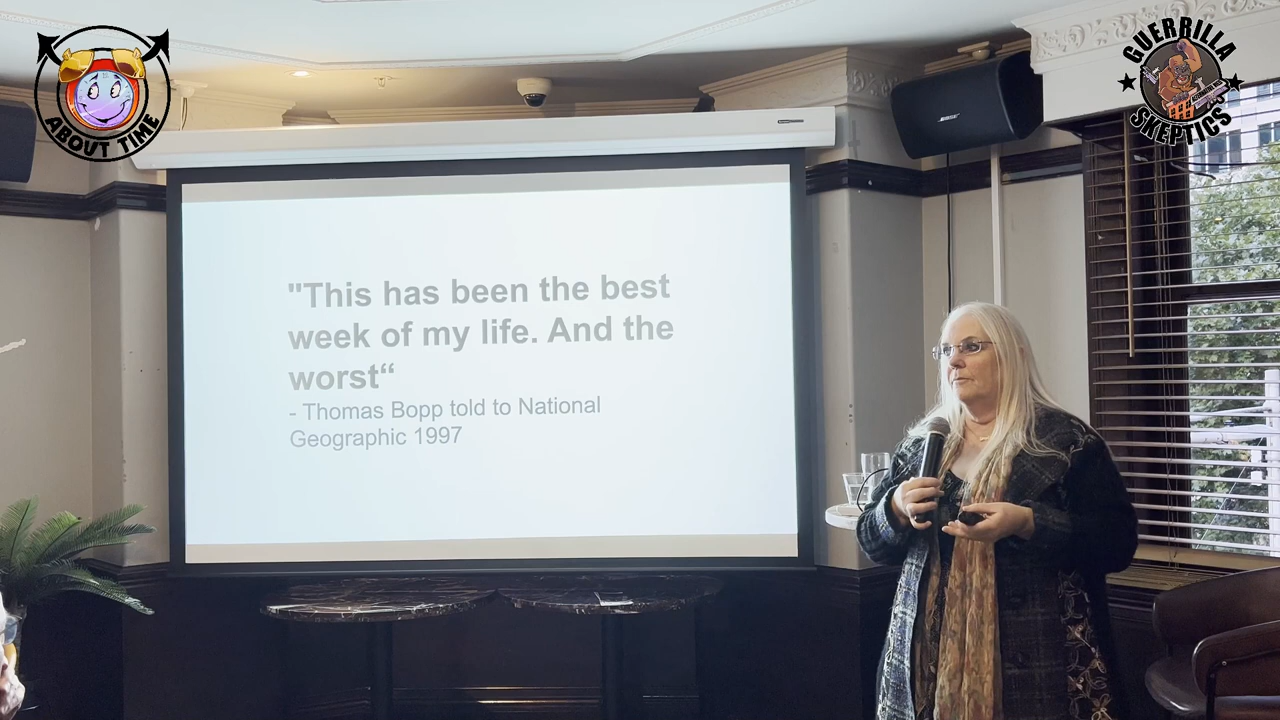 ABOUT TIME
GUERRILLA
SKEPTICS
BOSE
"This has been the best
week of my life. And the
worst“
- Thomas Bopp told to National
Geographic 1997